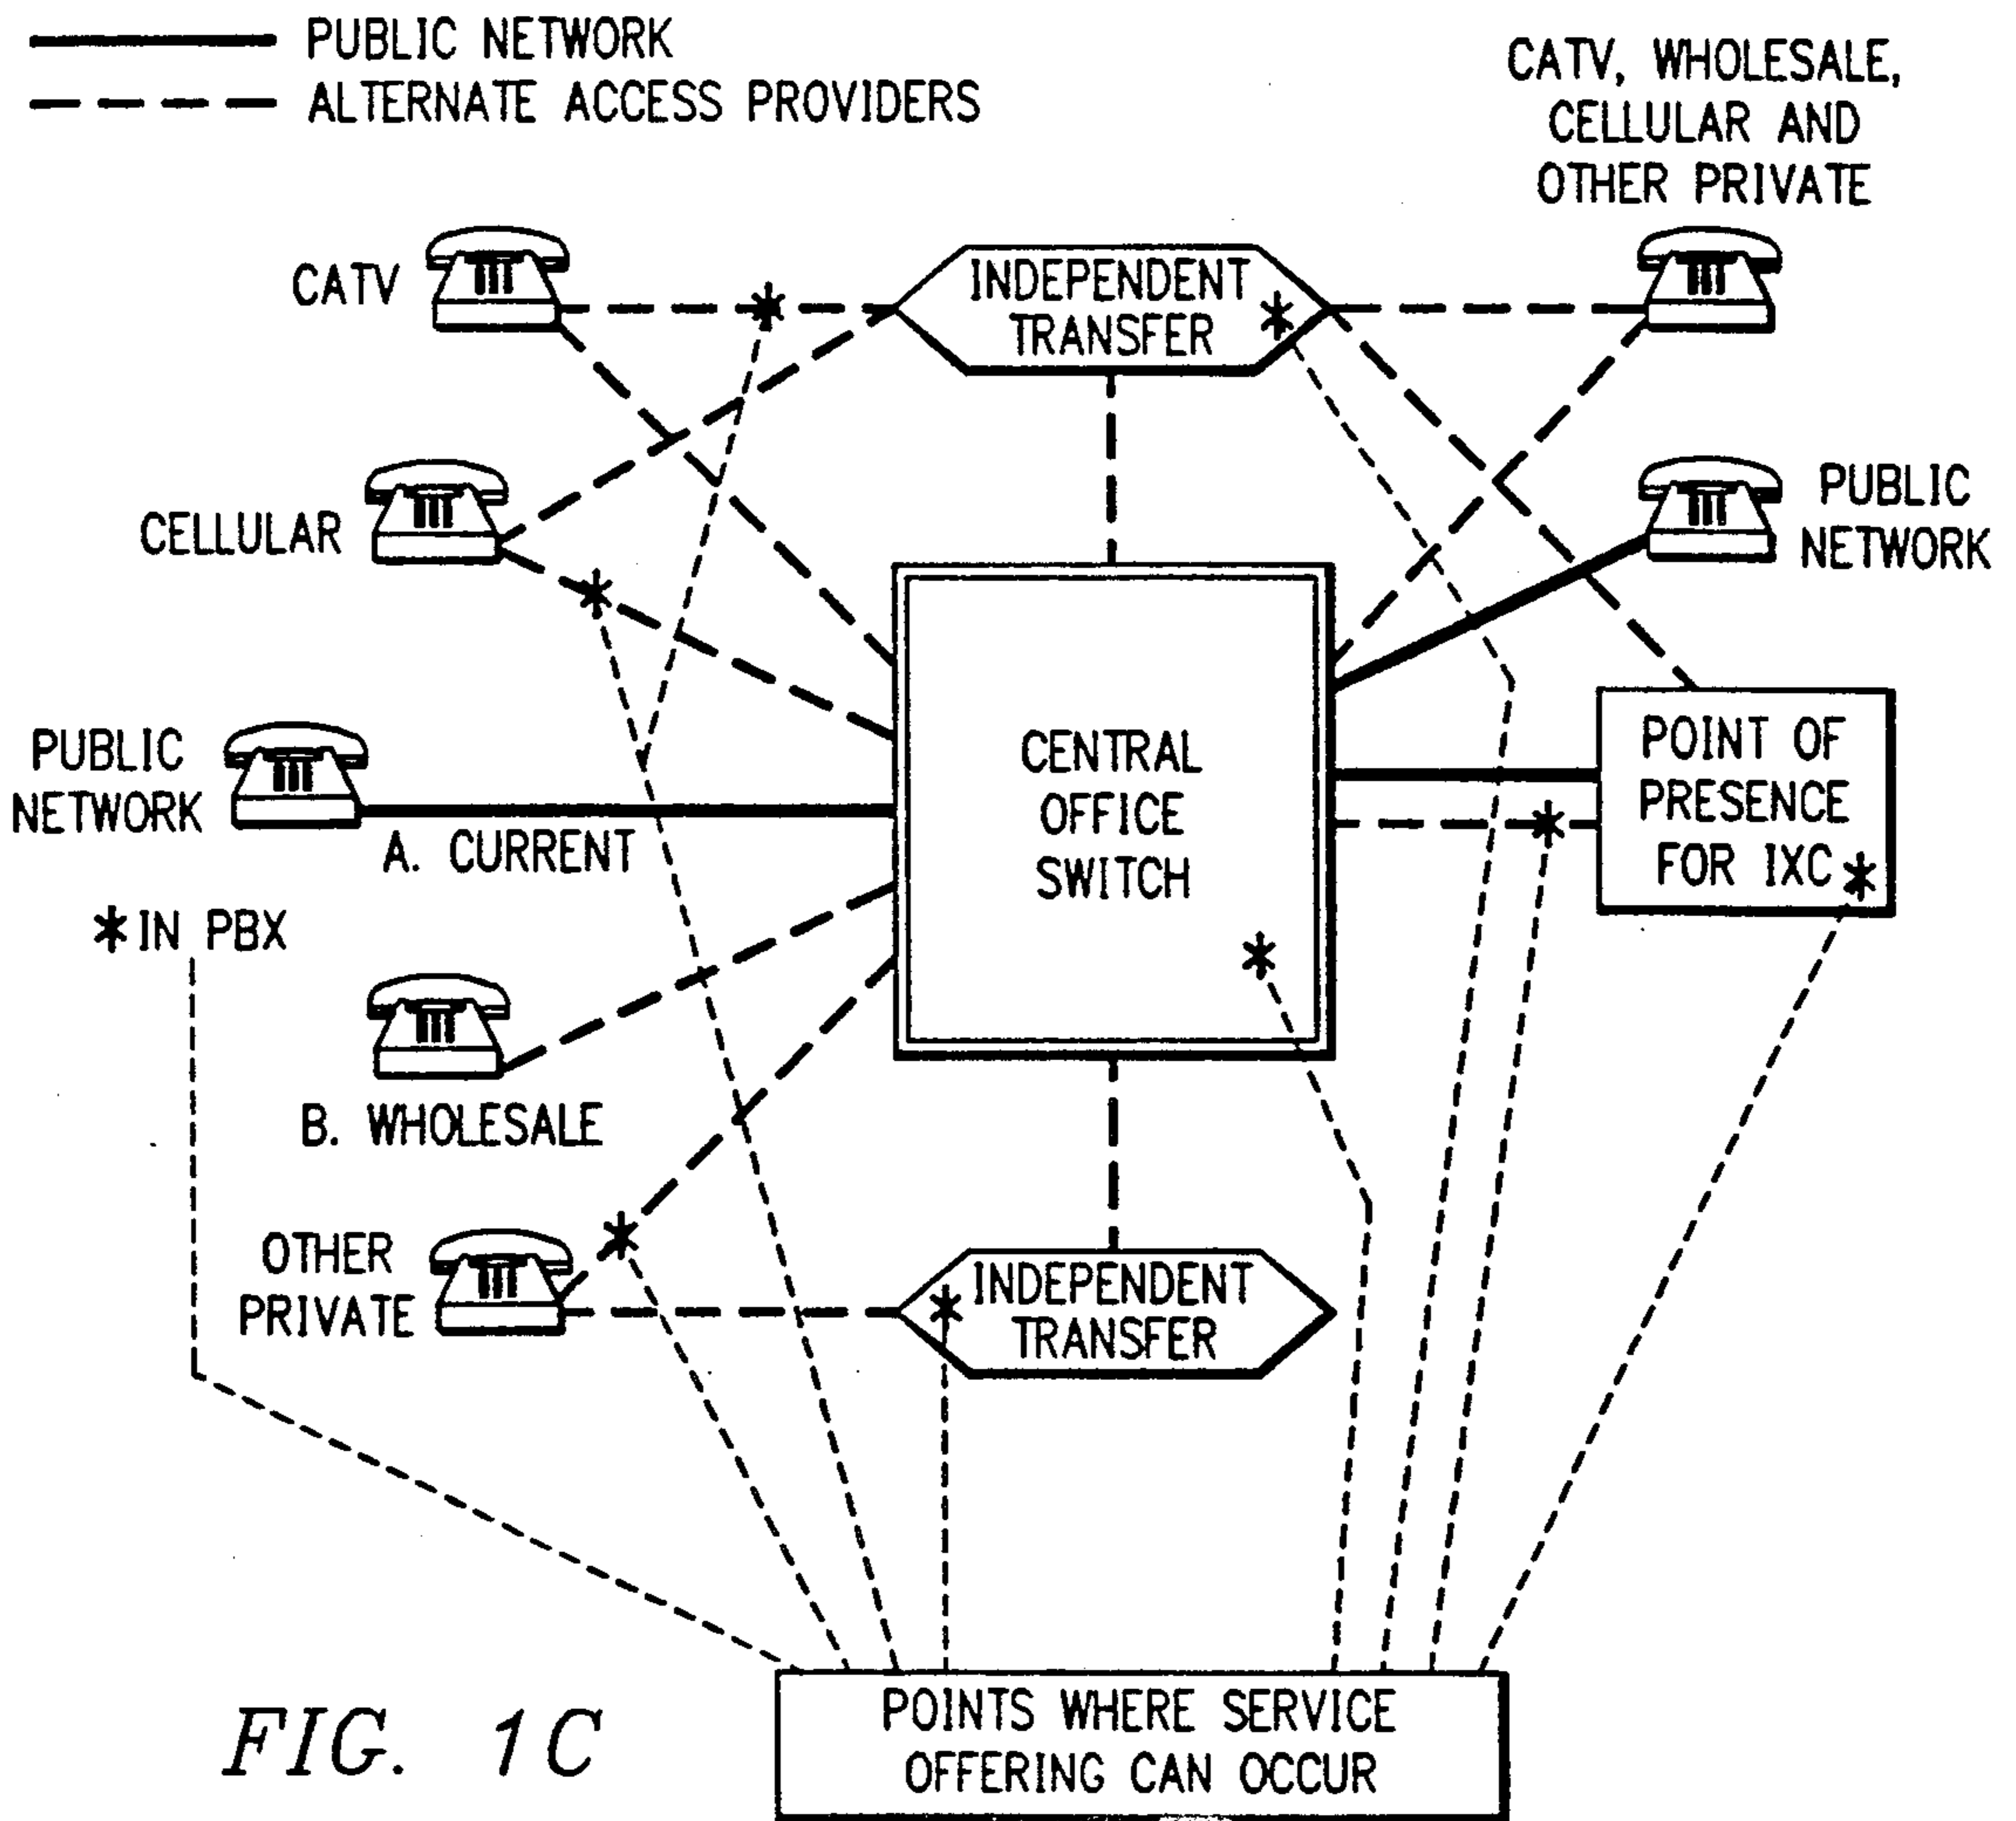 PUBLIC NETWORK
ALTERNATE ACCESS PROVIDERS
CATV, WHOLESALE,
CELLULAR AND
OTHER PRIVATE
CATV
INDEPENDENT
TRANSFER
*
*
CELLULAR
*
PUBLIC
NETWORK
PUBLIC
NETWORK
A. CURRENT
CENTRAL
OFFICE
SWITCH
*
POINT OF
PRESENCE
FOR IXC *
*
*IN PBX
B. WHOLESALE
OTHER
PRIVATE
*
INDEPENDENT
TRANSFER
*
POINTS WHERE SERVICE
OFFERING CAN OCCUR
FIG. 1C